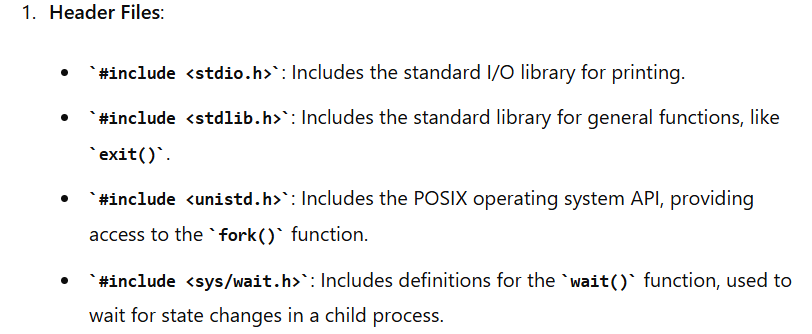 1. Header Files:
• `#include <stdio.h>`: Includes the standard I/O library for printing.
• `#include <stdlib.h>`: Includes the standard library for general functions, like
`exit()`.
• `#include <unistd.h>`: Includes the POSIX operating system API, providing
access to the `fork()` function.
• `#include <sys/wait.h>`: Includes definitions for the `wait()` function, used to
wait for state changes in a child process.